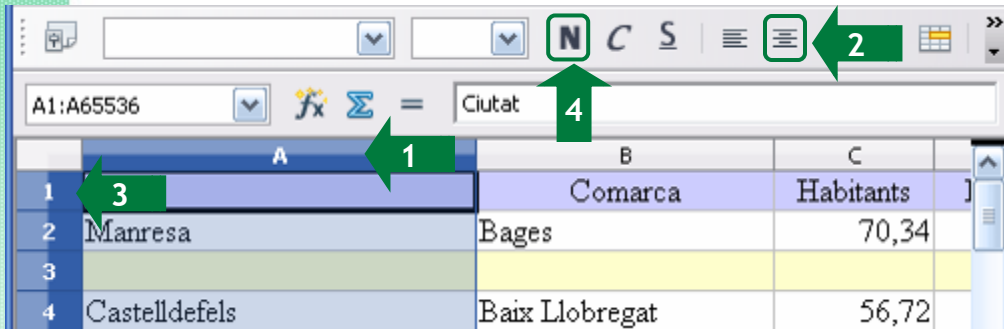 N C S 2
A1:A65536 fx Σ = Ciutat 4
A 1 B C
1 3 Comarca Habitants
2 Manresa Bages 70,34
3
4 Castelldefels Baix Llobregat 56,72